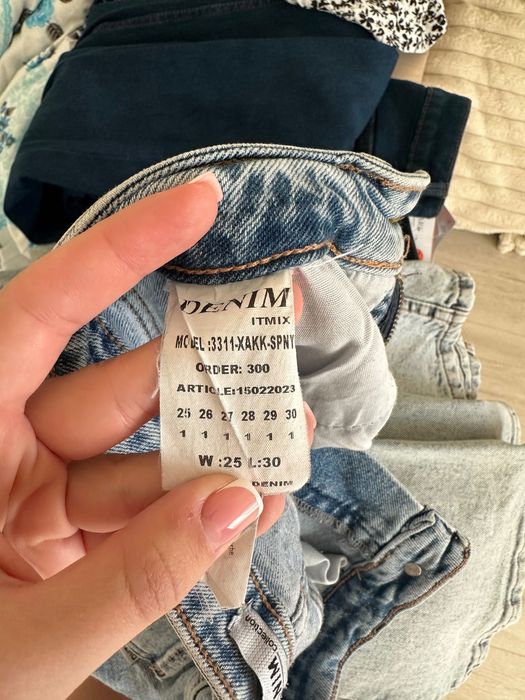 DENIM
ITMIX
MODEL :3311-XAKK-SPNY
ORDER: 300
ARTICLE:15022023
25 26 27 28 29 30
1 1 1 1 1 1
W :25 L:30
DENIM
COLLECTION